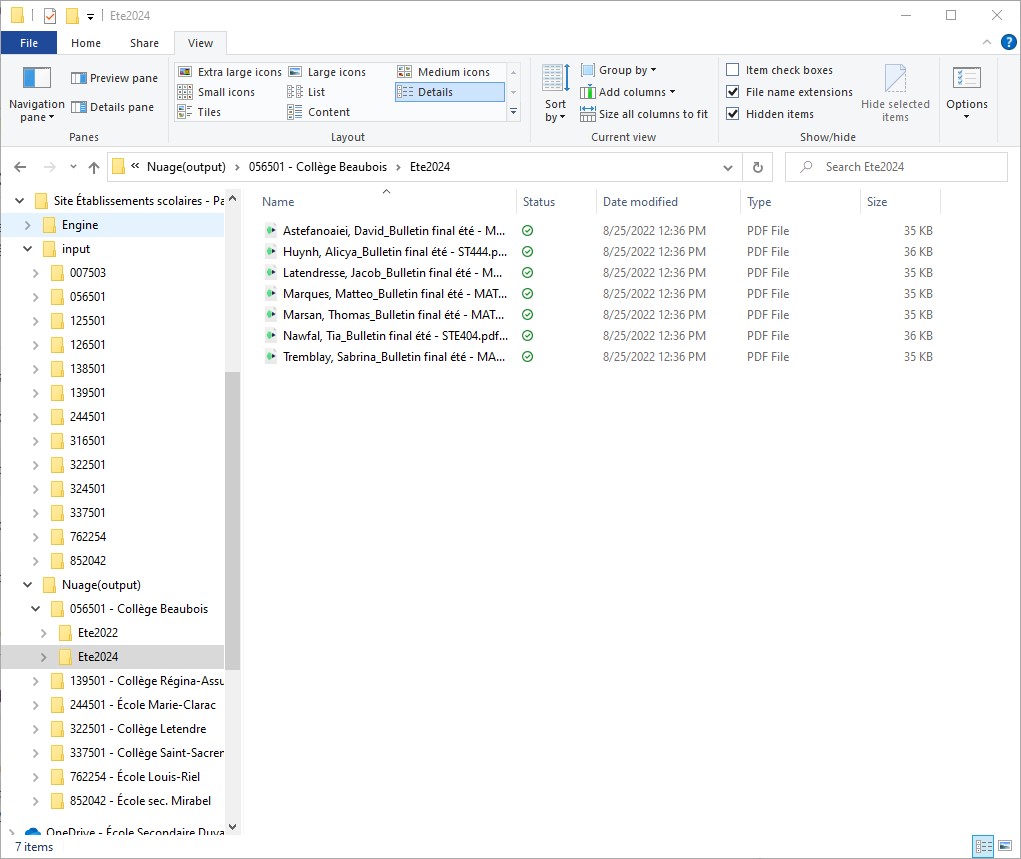 Ete2024
File Home Share View
Navigation pane
Preview pane
Details pane
Panes
Extra large icons Large icons Medium icons
Small icons List Details
Tiles Content
Layout
Sort by
Group by
Add columns
Size all columns to fit
Current view
Item check boxes
File name extensions
Hidden items
Hide selected items
Show/hide
Options
« Nuage(output) › 056501 - Collège Beaubois › Ete2024
Search Ete2024
Site Établissements scolaires - Pa
Engine
input
007503
056501
125501
126501
138501
139501
244501
316501
322501
324501
337501
762254
852042
Nuage(output)
056501 - Collège Beaubois
Ete2022
Ete2024
139501 - Collège Régina-Assu
244501 - École Marie-Clarac
322501 - Collège Letendre
337501 - Collège Saint-Sacrer
762254 - École Louis-Riel
852042 - École sec. Mirabel
OneDrive - École Secondaire Duva
Name Status Date modified Type Size
Astefanoaiei, David_Bulletin final été - M... 8/25/2022 12:36 PM PDF File 35 KB
Huynh, Alicya_Bulletin final été - ST444.p... 8/25/2022 12:36 PM PDF File 36 KB
Latendresse, Jacob_Bulletin final été - M... 8/25/2022 12:36 PM PDF File 35 KB
Marques, Matteo_Bulletin final été - MAT... 8/25/2022 12:36 PM PDF File 35 KB
Marsan, Thomas_Bulletin final été - MAT... 8/25/2022 12:36 PM PDF File 35 KB
Nawfal, Tia_Bulletin final été - STE404.pdf... 8/25/2022 12:36 PM PDF File 36 KB
Tremblay, Sabrina_Bulletin final été - MA... 8/25/2022 12:36 PM PDF File 35 KB
7 items